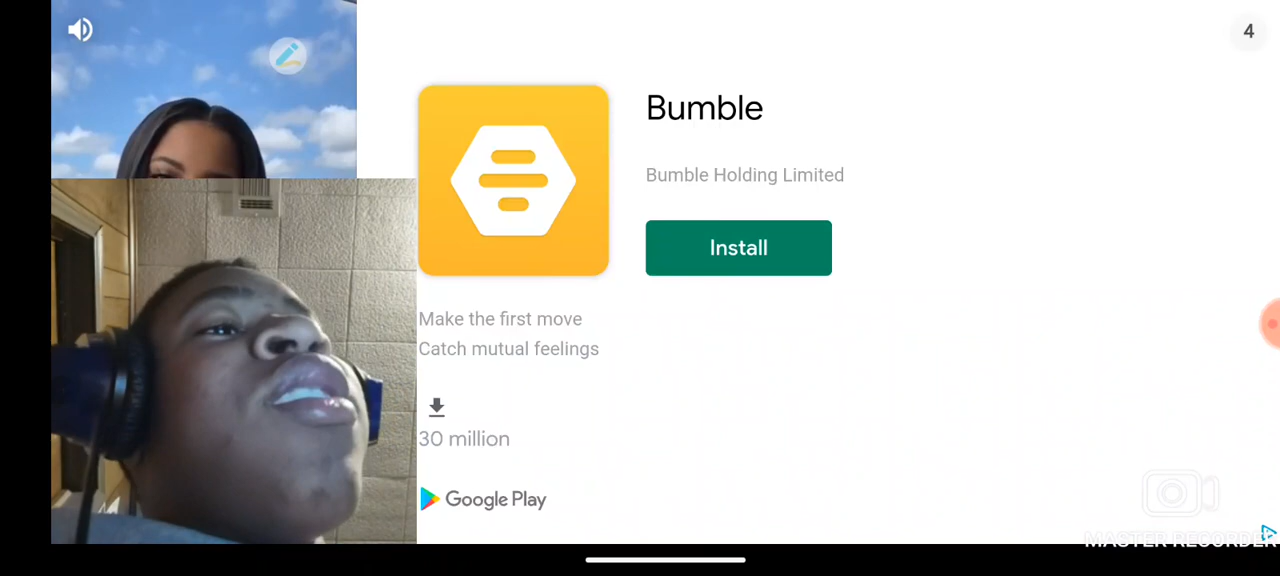 4
Bumble
Bumble Holding Limited
Install
Make the first move
Catch mutual feelings
30 million
Google Play
MASTER RECORDER